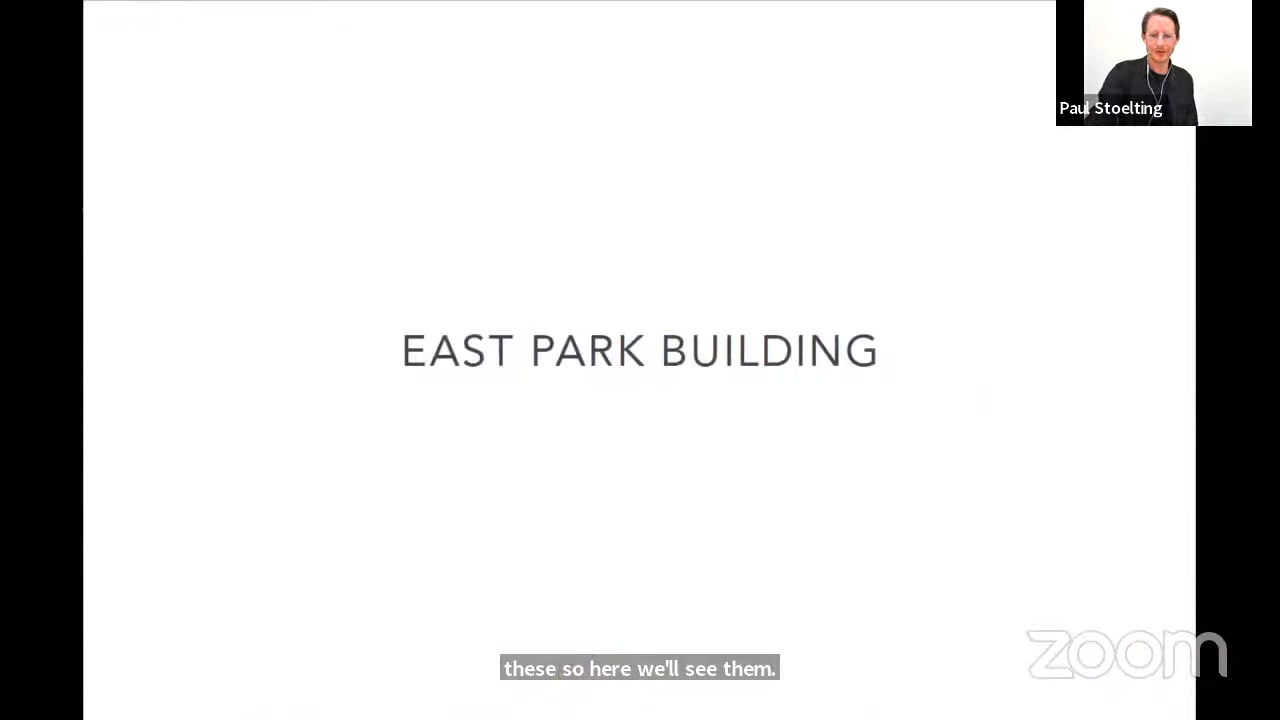 Paul Stoelting
EAST PARK BUILDING
zoom
these so here we'll see them.